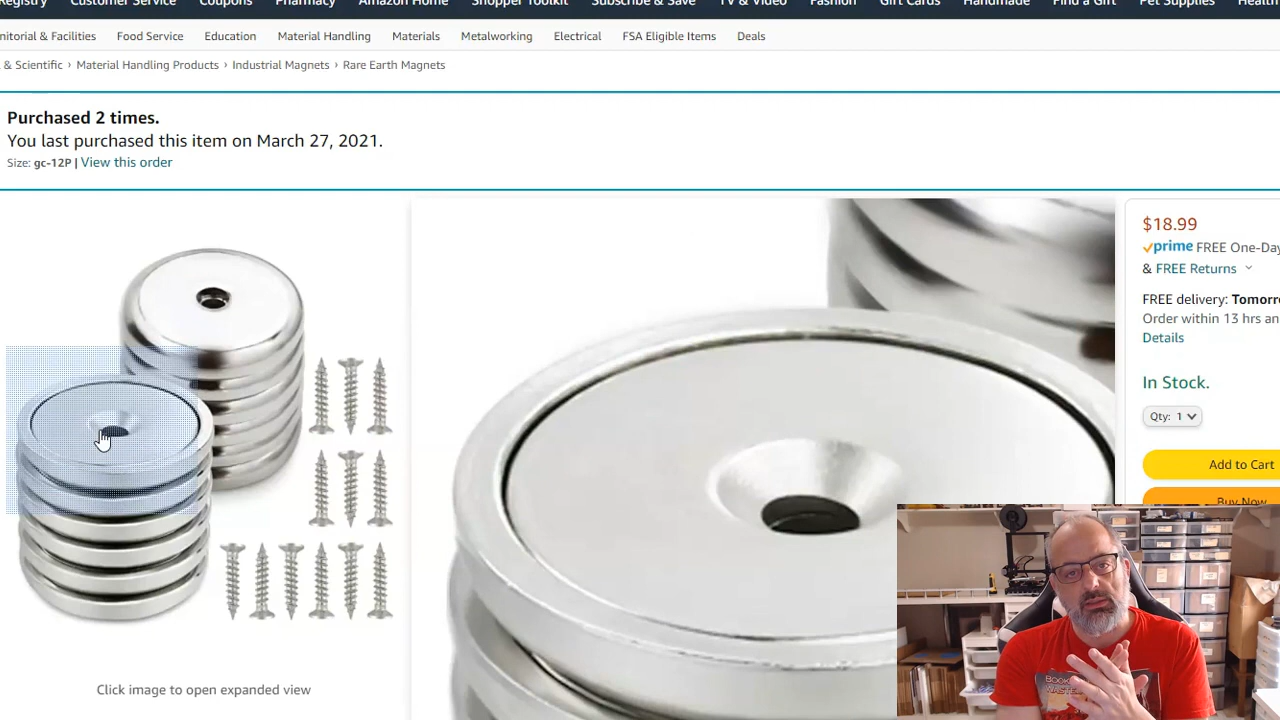 Registry Customer Service Coupons Pharmacy Amazon Home Shopper Toolkit Subscribe & Save TV & Video Fashion Gift Cards Handmade Find a Gift Pet Supplies Health
nitorial & Facilities Food Service Education Material Handling Materials Metalworking Electrical FSA Eligible Items Deals
& Scientific › Material Handling Products › Industrial Magnets › Rare Earth Magnets
Purchased 2 times.
You last purchased this item on March 27, 2021.
Size: gc-12P | View this order
$18.99
prime FREE One-Day
& FREE Returns
FREE delivery: Tomorro
Order within 13 hrs an
Details
In Stock.
Qty: 1
Add to Cart
Buy Now
Click image to open expanded view